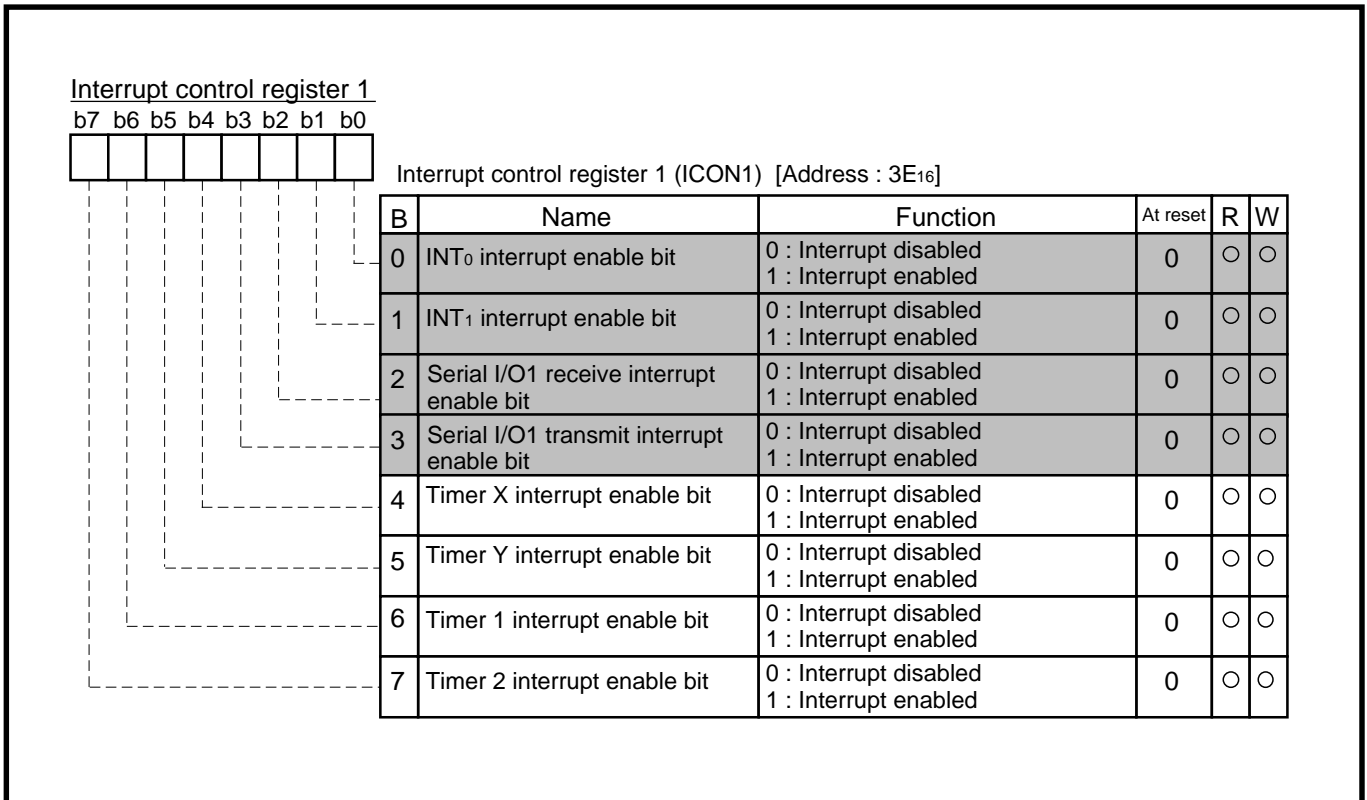 Interrupt control register 1
b7 b6 b5 b4 b3 b2 b1 b0
Interrupt control register 1 (ICON1) [Address : 3E16]
B Name Function At reset R W
0 INT0 interrupt enable bit 0 : Interrupt disabled 0 ○ ○
1 : Interrupt enabled
1 INT1 interrupt enable bit 0 : Interrupt disabled 0 ○ ○
1 : Interrupt enabled
2 Serial I/O1 receive interrupt 0 : Interrupt disabled 0 ○ ○
enable bit 1 : Interrupt enabled
3 Serial I/O1 transmit interrupt 0 : Interrupt disabled 0 ○ ○
enable bit 1 : Interrupt enabled
4 Timer X interrupt enable bit 0 : Interrupt disabled 0 ○ ○
1 : Interrupt enabled
5 Timer Y interrupt enable bit 0 : Interrupt disabled 0 ○ ○
1 : Interrupt enabled
6 Timer 1 interrupt enable bit 0 : Interrupt disabled 0 ○ ○
1 : Interrupt enabled
7 Timer 2 interrupt enable bit 0 : Interrupt disabled 0 ○ ○
1 : Interrupt enabled